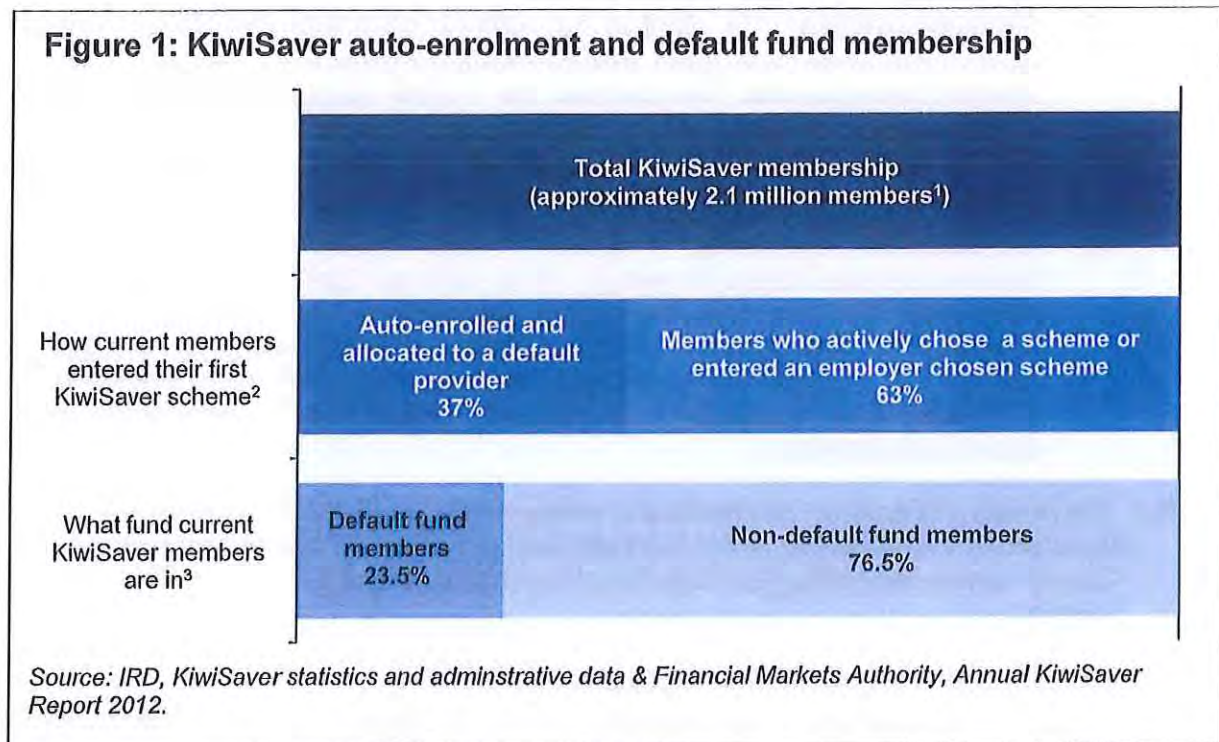 Figure 1: KiwiSaver auto-enrolment and default fund membership
Total KiwiSaver membership
(approximately 2.1 million members¹)
How current members
entered their first
KiwiSaver scheme²
Auto-enrolled and
allocated to a default
provider
37%
Members who actively chose a scheme or
entered an employer chosen scheme
63%
What fund current
KiwiSaver members
are in³
Default fund
members
23.5%
Non-default fund members
76.5%
Source: IRD, KiwiSaver statistics and adminstrative data & Financial Markets Authority, Annual KiwiSaver
Report 2012.